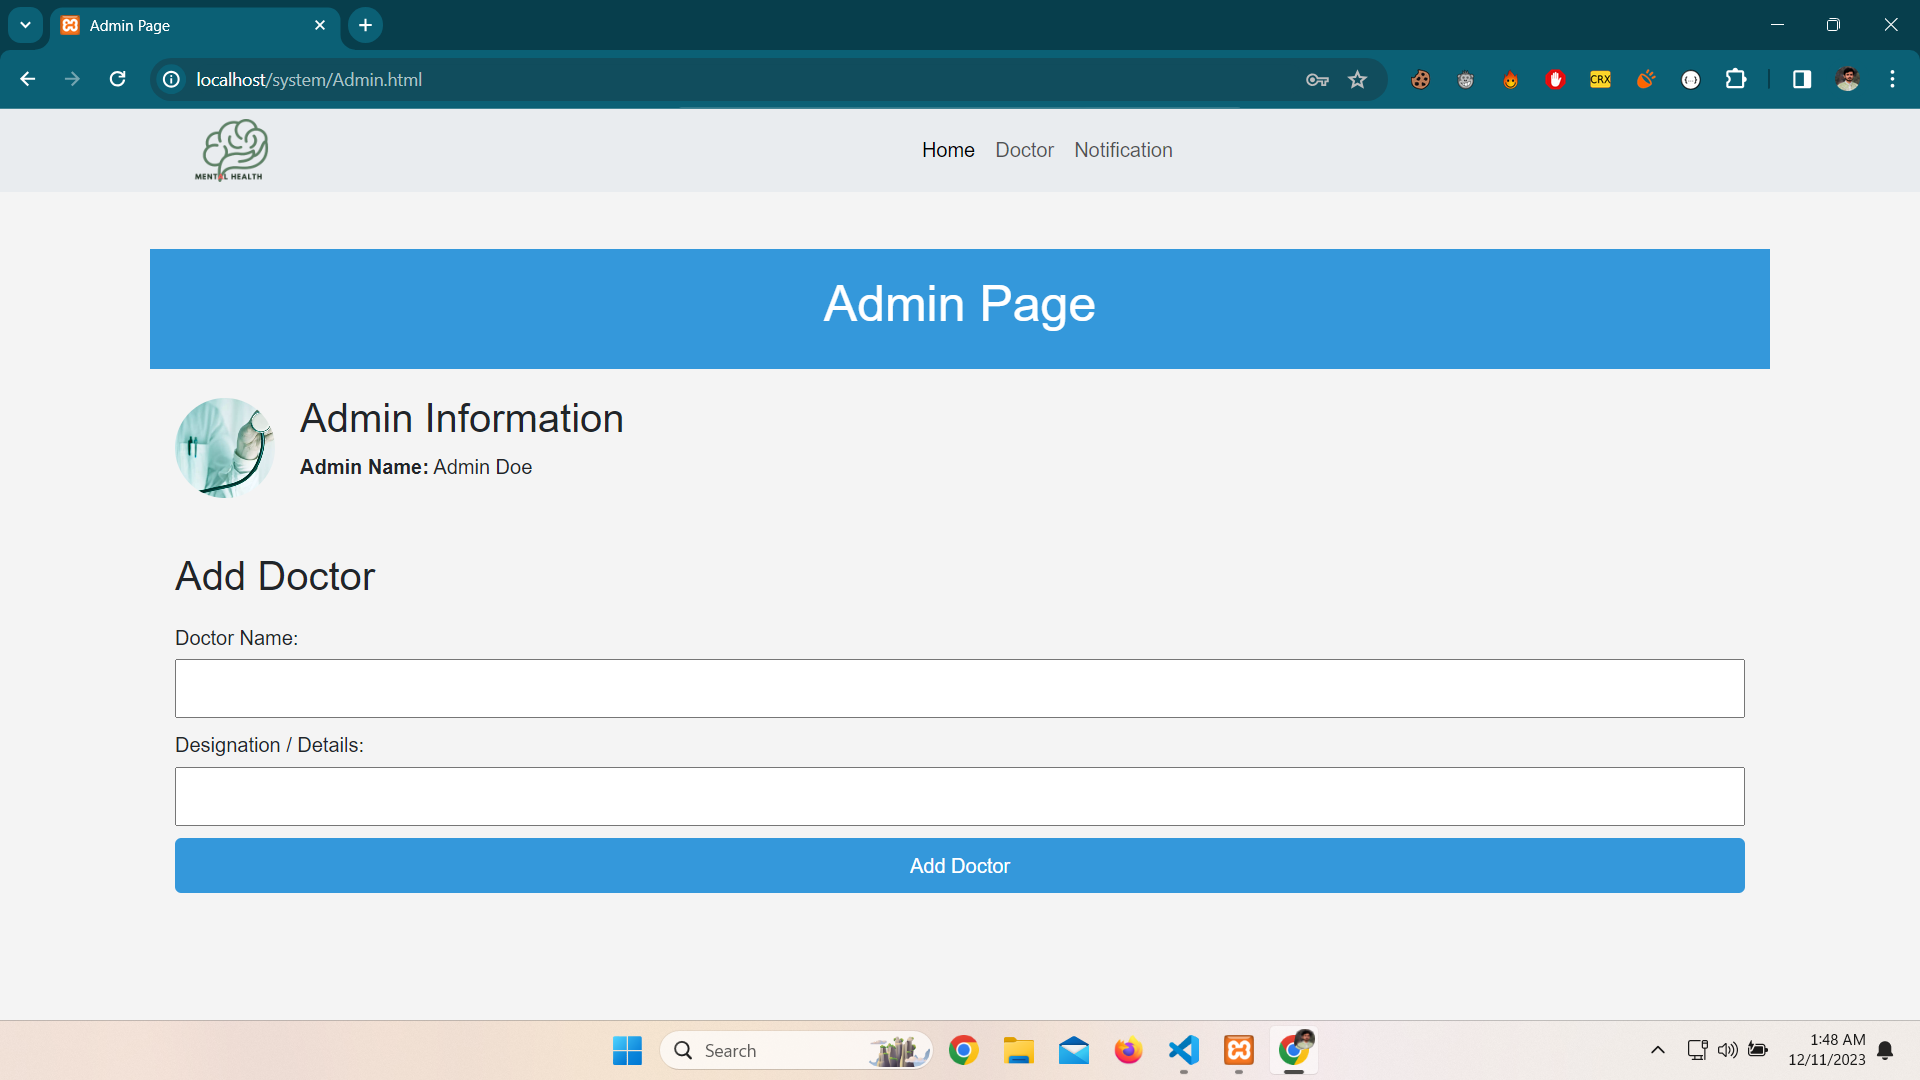 Admin Page
localhost/system/Admin.html
CRX
MENTAL HEALTH
Home Doctor Notification
Admin Page
Admin Information
Admin Name: Admin Doe
Add Doctor
Doctor Name:
Designation / Details:
Add Doctor
Search
1:48 AM
12/11/2023